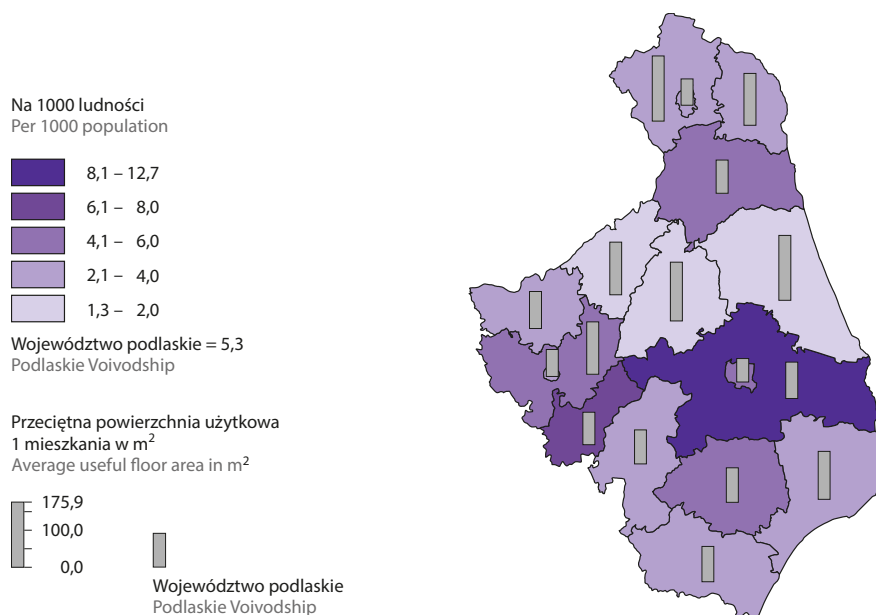 Na 1000 ludności
Per 1000 population
8,1 – 12,7
6,1 – 8,0
4,1 – 6,0
2,1 – 4,0
1,3 – 2,0
Województwo podlaskie = 5,3
Podlaskie Voivodship
Przeciętna powierzchnia użytkowa
1 mieszkania w m²
Average useful floor area in m²
175,9
100,0
0,0
Województwo podlaskie
Podlaskie Voivodship